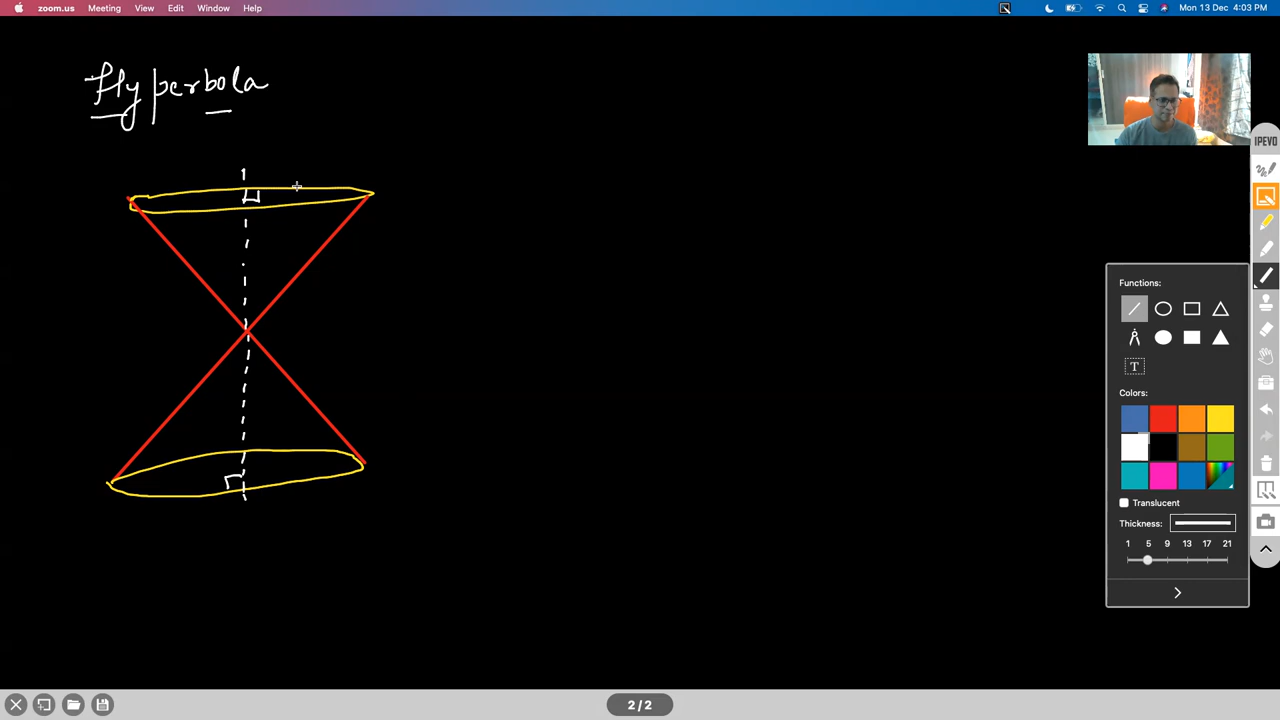 zoom.us Meeting View Edit Window Help Mon 13 Dec 4:03 PM
Hyperbola
IPEVO
Functions:
T
Colors:
Translucent
Thickness:
1 5 9 13 17 21
2 / 2